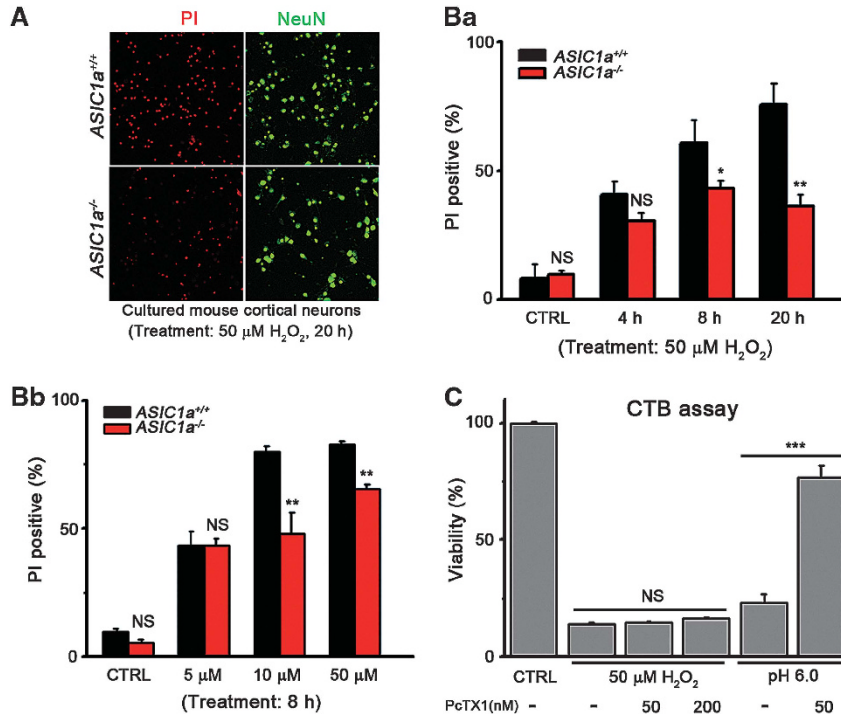 A
PI
NeuN
ASIC1a+/+
ASIC1a-/-
Cultured mouse cortical neurons
(Treatment: 50 µM H2O2, 20 h)
Ba
ASIC1a+/+
ASIC1a-/-
PI positive (%)
100
50
0
NS
NS
*
**
CTRL
4 h
8 h
20 h
(Treatment: 50 µM H2O2)
Bb
ASIC1a+/+
ASIC1a-/-
PI positive (%)
100
50
0
NS
NS
**
**
CTRL
5 µM
10 µM
50 µM
(Treatment: 8 h)
C
CTB assay
Viability (%)
100
50
0
NS
***
CTRL
50 µM H2O2
pH 6.0
PcTX1(nM) - - 50 200 - 50